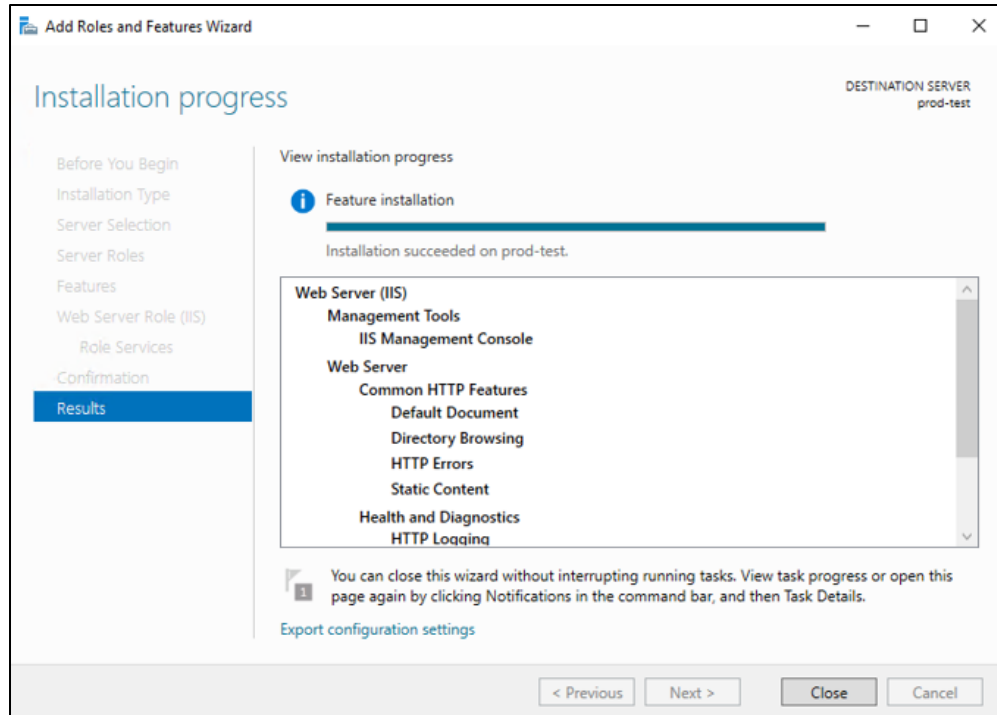 Add Roles and Features Wizard
Installation progress
DESTINATION SERVER
prod-test
Before You Begin
Installation Type
Server Selection
Server Roles
Features
Web Server Role (IIS)
Role Services
Confirmation
Results
View installation progress
Feature installation
Installation succeeded on prod-test.
Web Server (IIS)
Management Tools
IIS Management Console
Web Server
Common HTTP Features
Default Document
Directory Browsing
HTTP Errors
Static Content
Health and Diagnostics
HTTP Logging
1
You can close this wizard without interrupting running tasks. View task progress or open this
page again by clicking Notifications in the command bar, and then Task Details.
Export configuration settings
< Previous
Next >
Close
Cancel